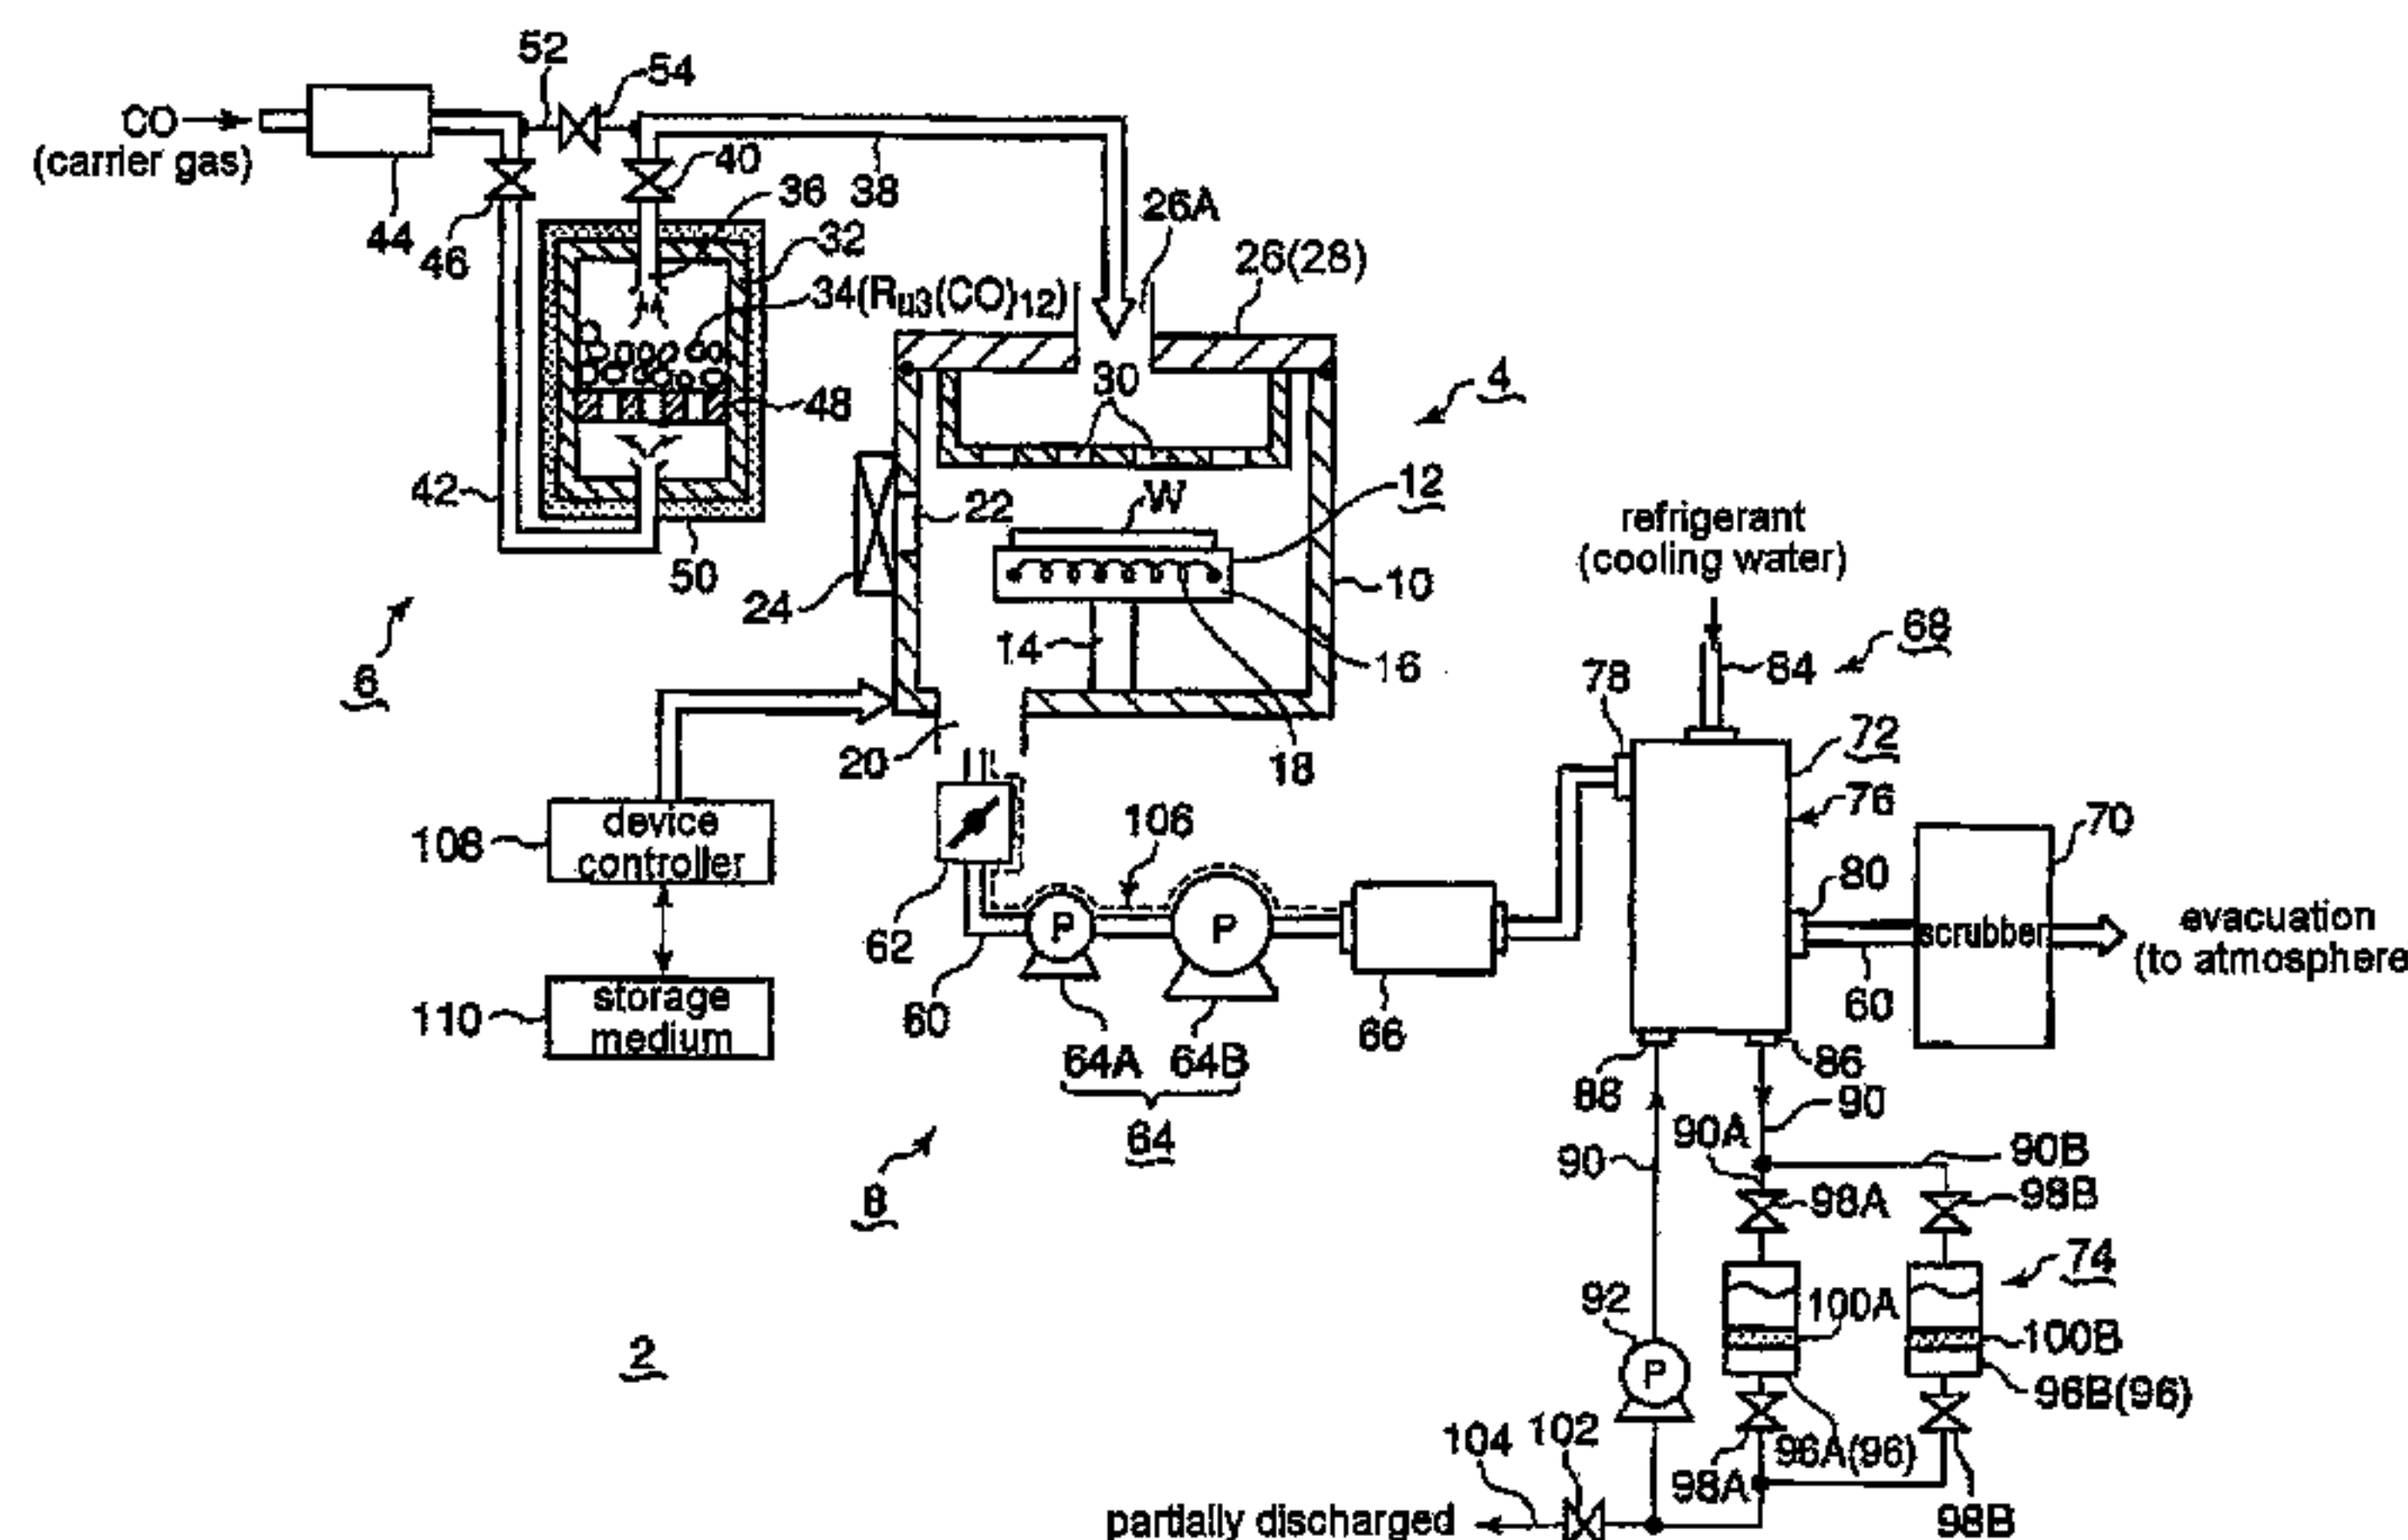 52
54
CO
(carrier gas)
40
36
38
26A
44
46
32
26(28)
34(Ru3(CO)12)
30
4
48
42
22
W
12
refrigerant
(cooling water)
50
24
10
14
16
68
6
78
84
20
18
72
108
device
controller
106
76
70
80
62
scrubber
evacuation
(to atmosphere
110
storage
medium
60
66
60
64A
64B
88
86
90
64
90A
90
90B
8
98A
98B
74
92
100A
100B
2
P
P
P
96B(96)
104
102
96A(96)
98A
98B
partially discharged